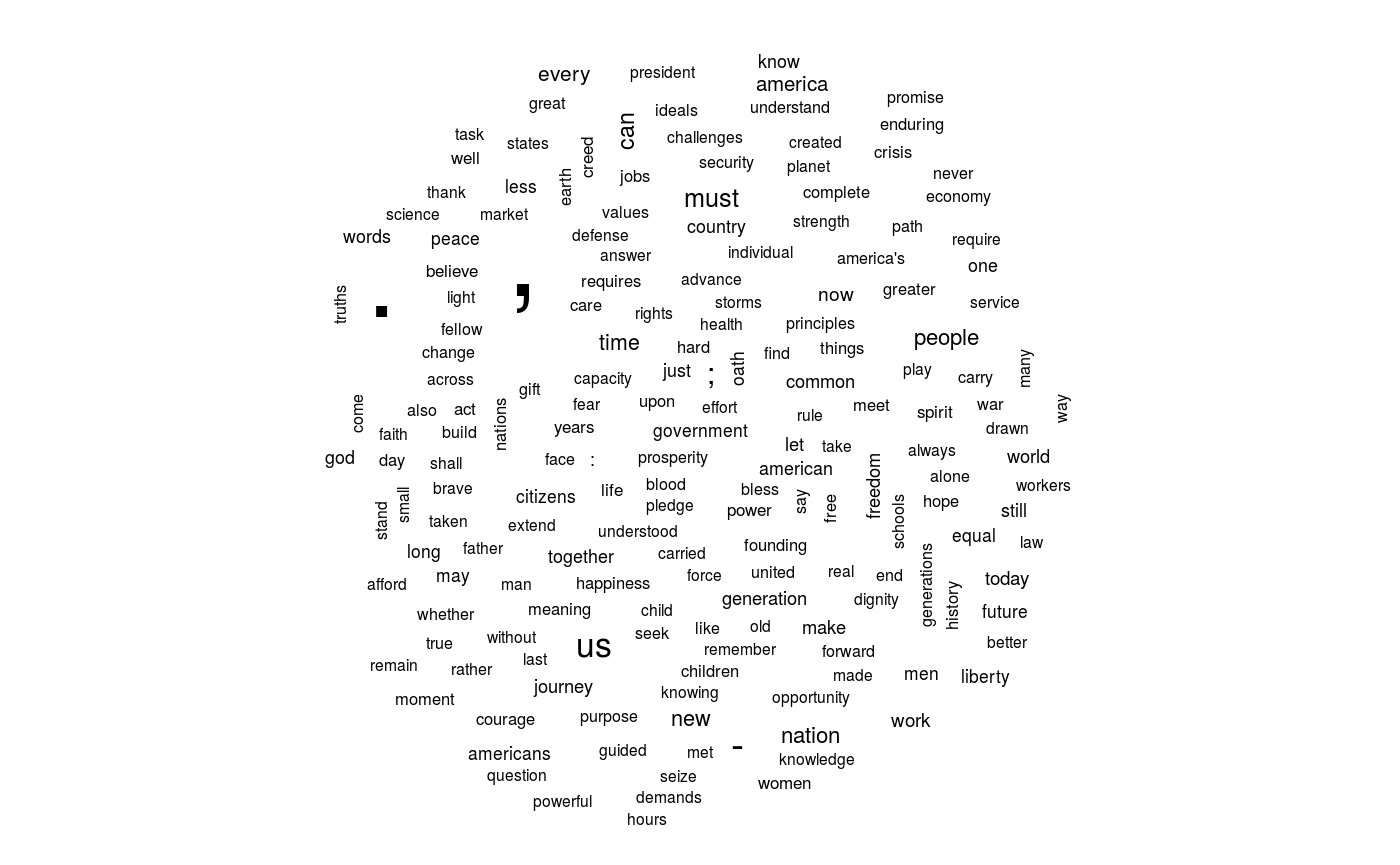 know
every president america
great ideals understand promise
can enduring
task states creed challenges created crisis
well security planet
earth jobs never
thank less must complete economy
science market values country strength path
words peace defense require
answer individual america's one
believe requires advance greater
truths . light , care storms now service
rights health principles
fellow time people
change hard oath find things many
across just ; play carry
gift capacity common
come also act nations fear upon effort meet war way
rule spirit
faith build years government drawn
let take always
god day shall face : prosperity freedom world
american alone
small brave citizens life blood bless say free workers
stand pledge power schools hope still
taken extend understood
long father together carried founding equal law
generations
afford may man happiness force united real end today
history
whether meaning child generation dignity future
true without us seek like old make better
remember forward
remain rather last children made men liberty
moment journey knowing opportunity
courage purpose new work
americans guided met - nation
knowledge
question seize women
powerful demands
hours